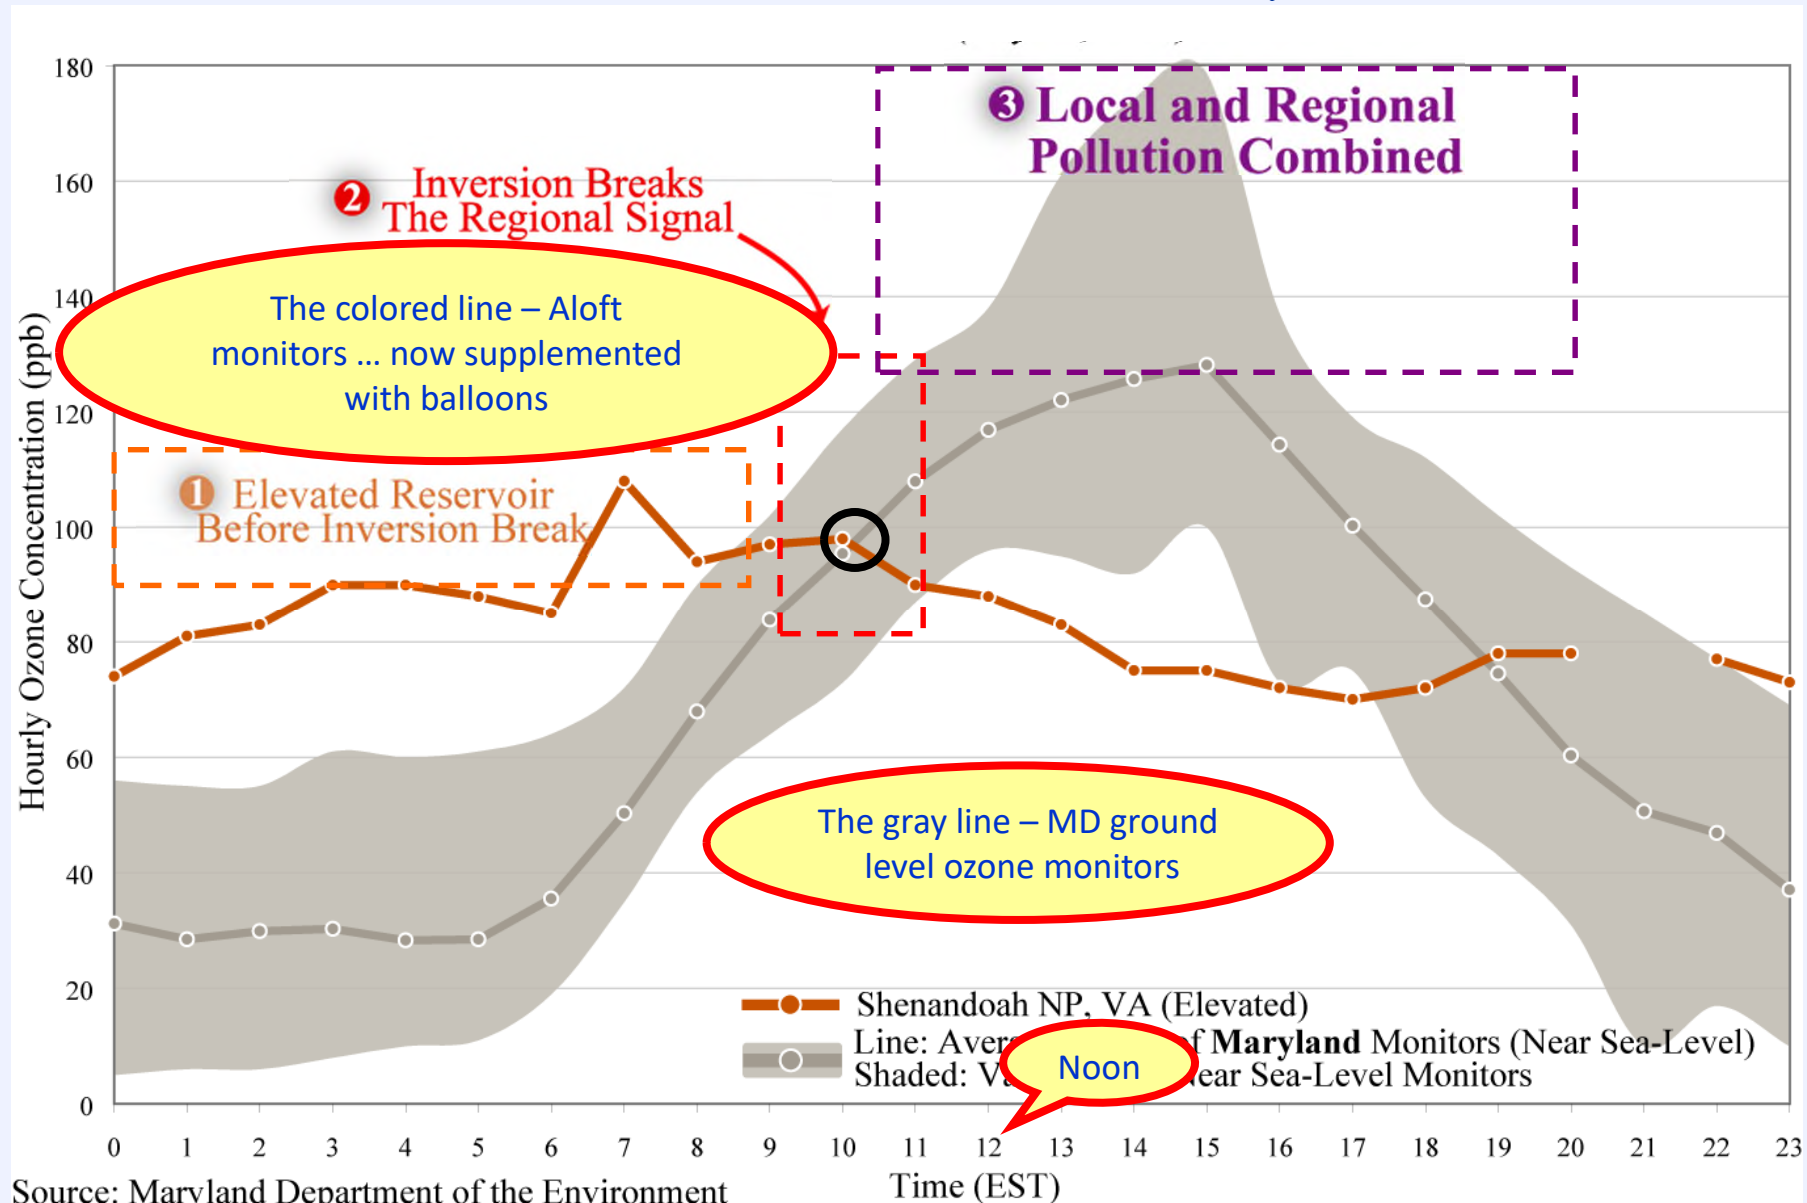 180
160
140
120
100
80
60
40
20
0
Hourly Ozone Concentration (ppb)
❸ Local and Regional
Pollution Combined
❷ Inversion Breaks
The Regional Signal
The colored line – Aloft
monitors ... now supplemented
with balloons
❶ Elevated Reservoir
Before Inversion Break
The gray line – MD ground
level ozone monitors
Shenandoah NP, VA (Elevated)
Line: of Maryland Monitors (Near Sea-Level)
Shaded: Near Sea-Level Monitors
Noon
0 1 2 3 4 5 6 7 8 9 10 11 12 13 14 15 16 17 18 19 20 21 22 23
Time (EST)
Source: Maryland Department of the Environment